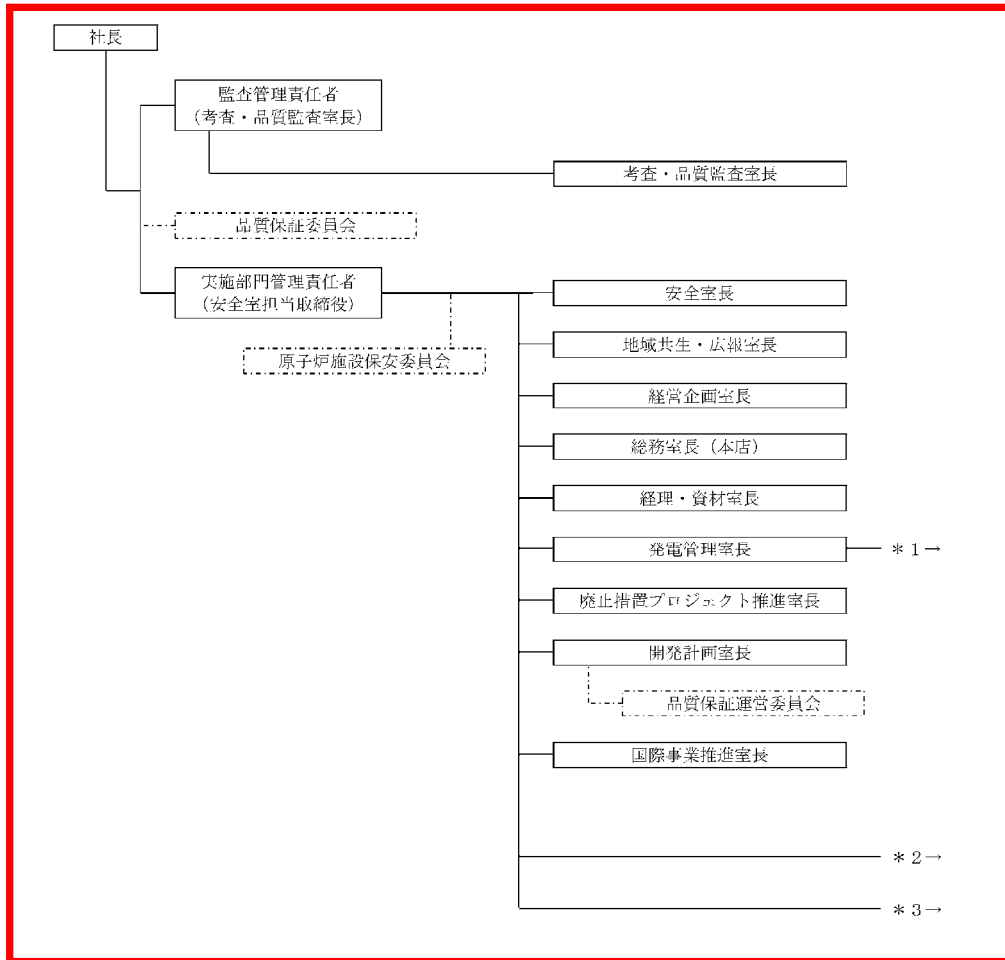 社長
監査管理責任者
(考査・品質監査室長)
考査・品質監査室長
品質保証委員会
実施部門管理責任者
(安全室担当取締役)
安全室長
地域共生・広報室長
原子炉施設保安委員会
経営企画室長
総務室長(本店)
経理・資材室長
発電管理室長
＊1→
廃止措置プロジェクト推進室長
開発計画室長
品質保証運営委員会
国際事業推進室長
＊2→
＊3→